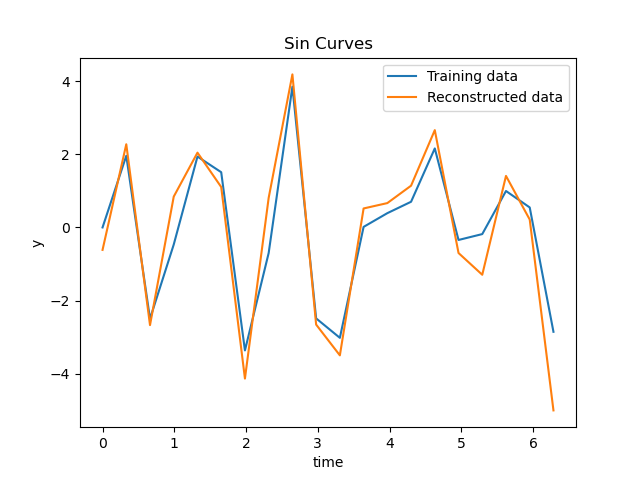 Sin Curves
Training data
Reconstructed data
4
2
0
−2
−4
y
0 1 2 3 4 5 6
time